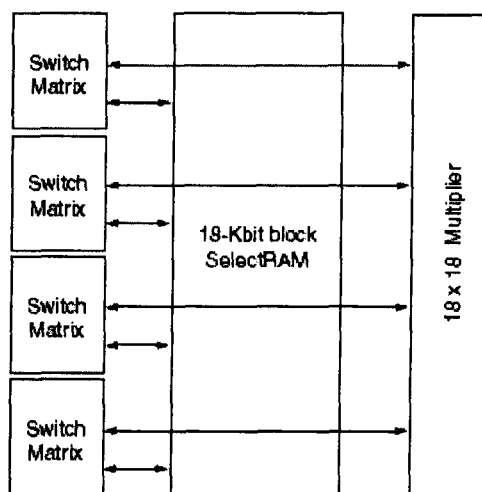 Switch
Matrix
Switch
Matrix
18-Kbit block
SelectRAM
18 x 18 Multiplier
Switch
Matrix
Switch
Matrix